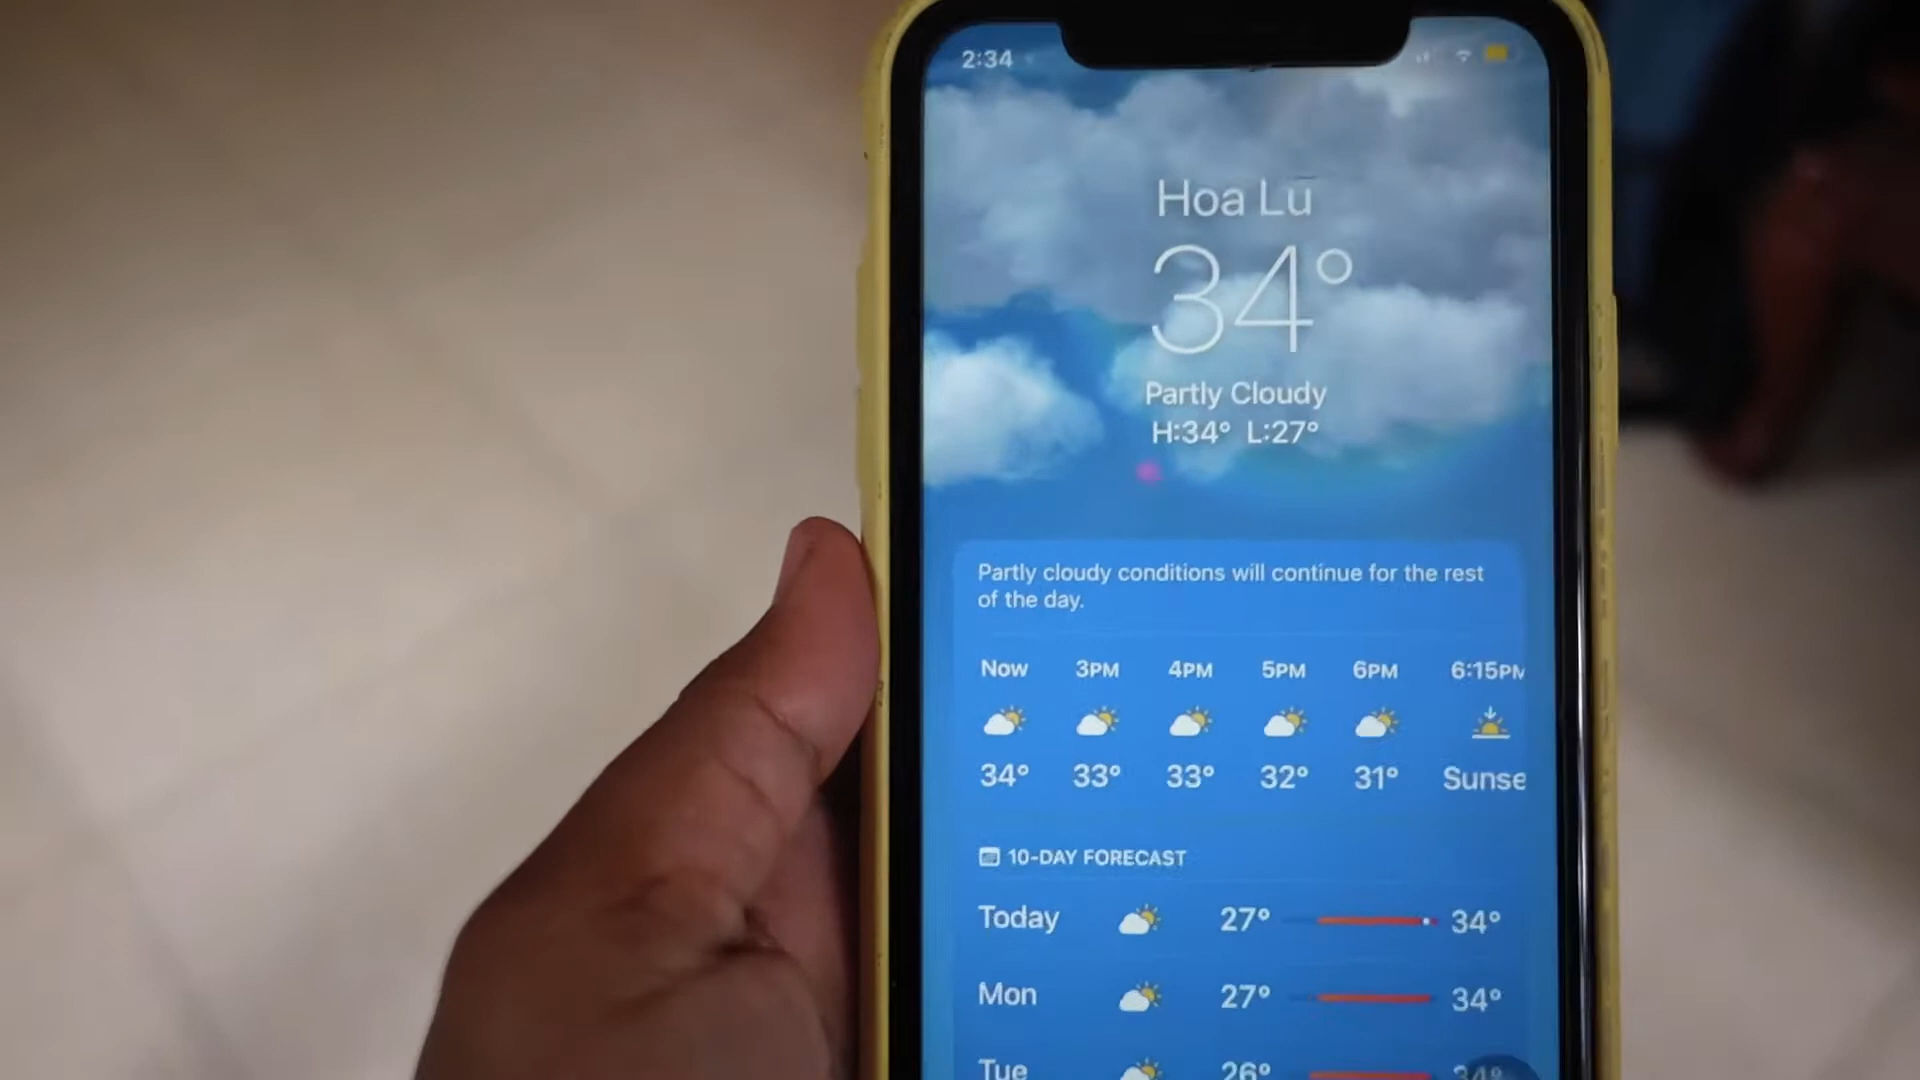 2:34
Hoa Lu
34°
Partly Cloudy
H:34° L:27°
Partly cloudy conditions will continue for the rest
of the day.
Now 3PM 4PM 5PM 6PM 6:15PM
34° 33° 33° 32° 31° Sunse
10-DAY FORECAST
Today 27° 34°
Mon 27° 34°
Tue 26° 34°